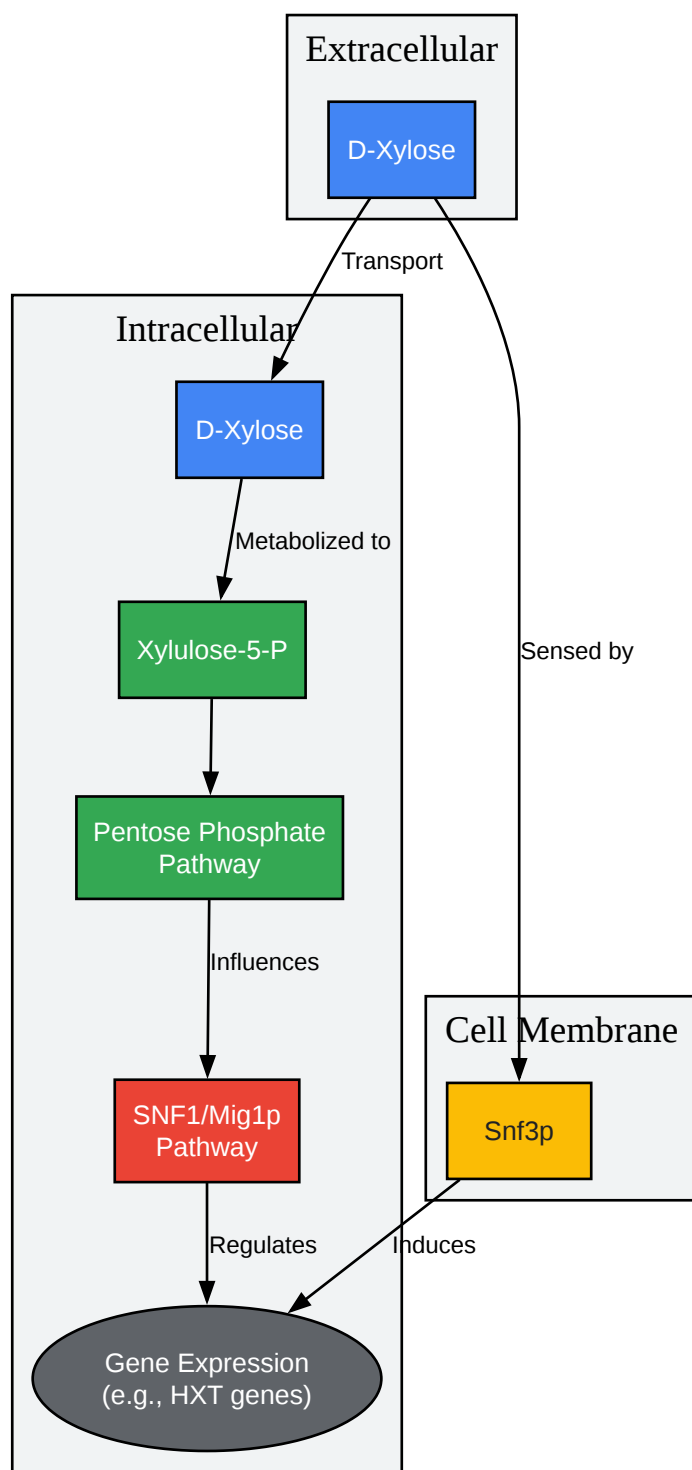 Extracellular
D-Xylose
Transport
Intracellular
D-Xylose
Metabolized to
Xylulose-5-P
Sensed by
Pentose Phosphate
Pathway
Influences
Cell Membrane
SNF1/Mig1p
Pathway
Snf3p
Regulates
Induces
Gene Expression
(e.g., HXT genes)